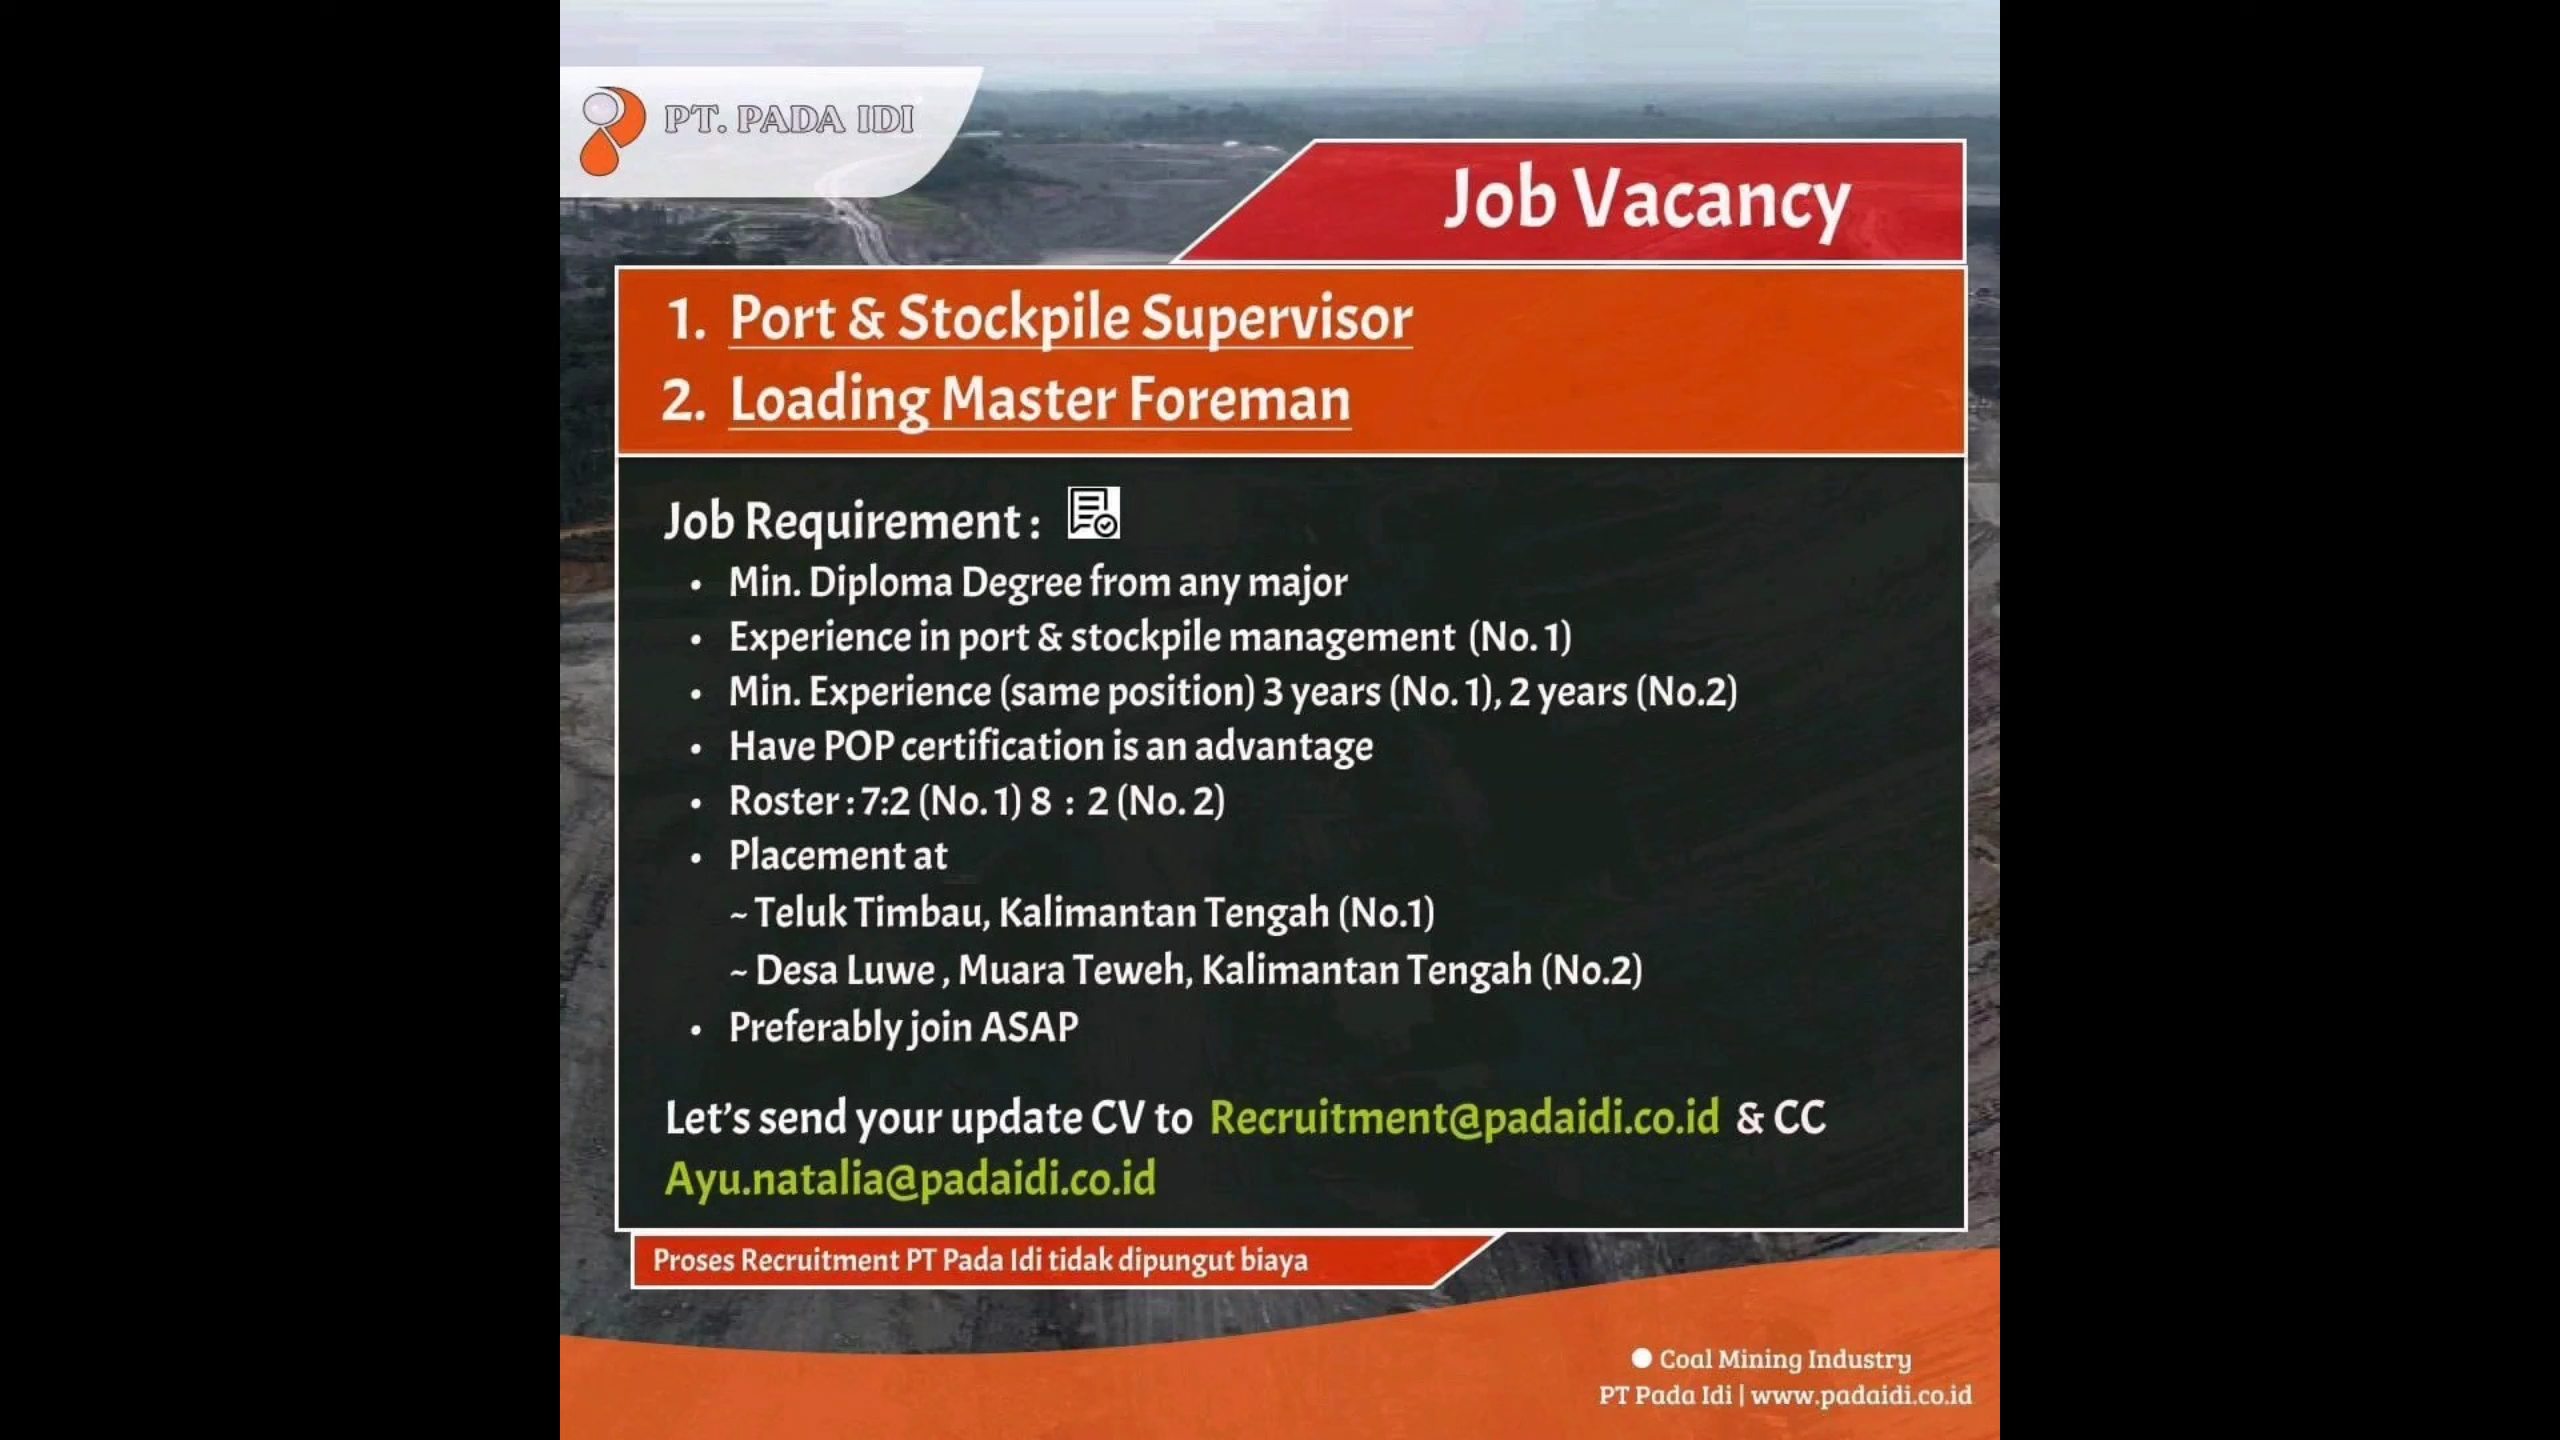 PT. PADA IDI
Job Vacancy
1. Port & Stockpile Supervisor
2. Loading Master Foreman
Job Requirement :
• Min. Diploma Degree from any major
• Experience in port & stockpile management (No. 1)
• Min. Experience (same position) 3 years (No. 1), 2 years (No.2)
• Have POP certification is an advantage
• Roster : 7:2 (No. 1) 8 : 2 (No. 2)
• Placement at
~ Teluk Timbau, Kalimantan Tengah (No.1)
~ Desa Luwe , Muara Teweh, Kalimantan Tengah (No.2)
• Preferably join ASAP
Let's send your update CV to Recruitment@padaidi.co.id & CC
Ayu.natalia@padaidi.co.id
Proses Recruitment PT Pada Idi tidak dipungut biaya
Coal Mining Industry
PT Pada Idi | www.padaidi.co.id